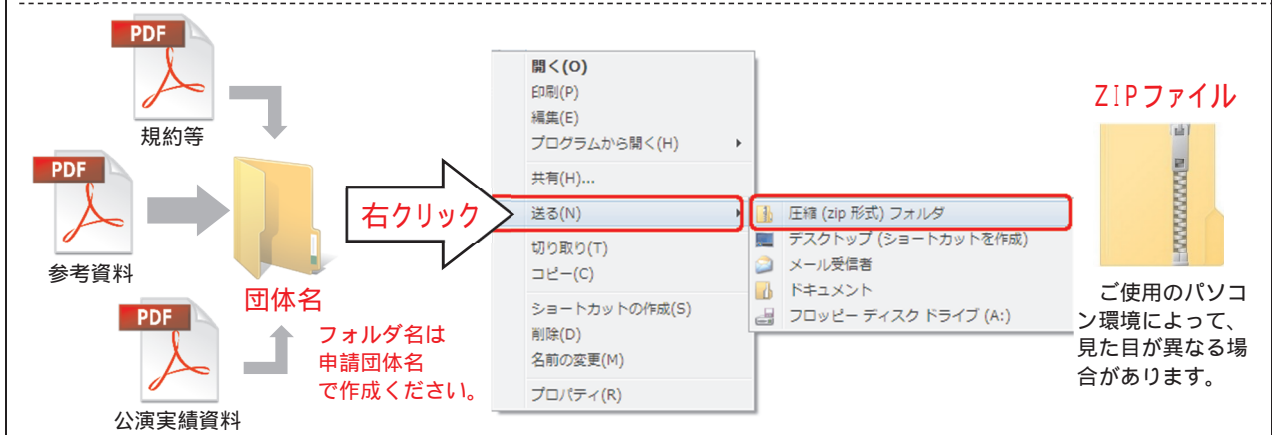 PDF
規約等
PDF
参考資料
PDF
公演実績資料
団体名
フォルダ名は
申請団体名
で作成ください。
右クリック
開く(O)
印刷(P)
編集(E)
プログラムから開く(H)
共有(H)...
送る(N)
切り取り(T)
コピー(C)
ショートカットの作成(S)
削除(D)
名前の変更(M)
プロパティ(R)
圧縮 (zip 形式) フォルダ
デスクトップ (ショートカットを作成)
メール受信者
ドキュメント
フロッピー ディスク ドライブ (A:)
ZIPファイル
ご使用のパソコ
ン環境によって、
見た目が異なる場
合があります。